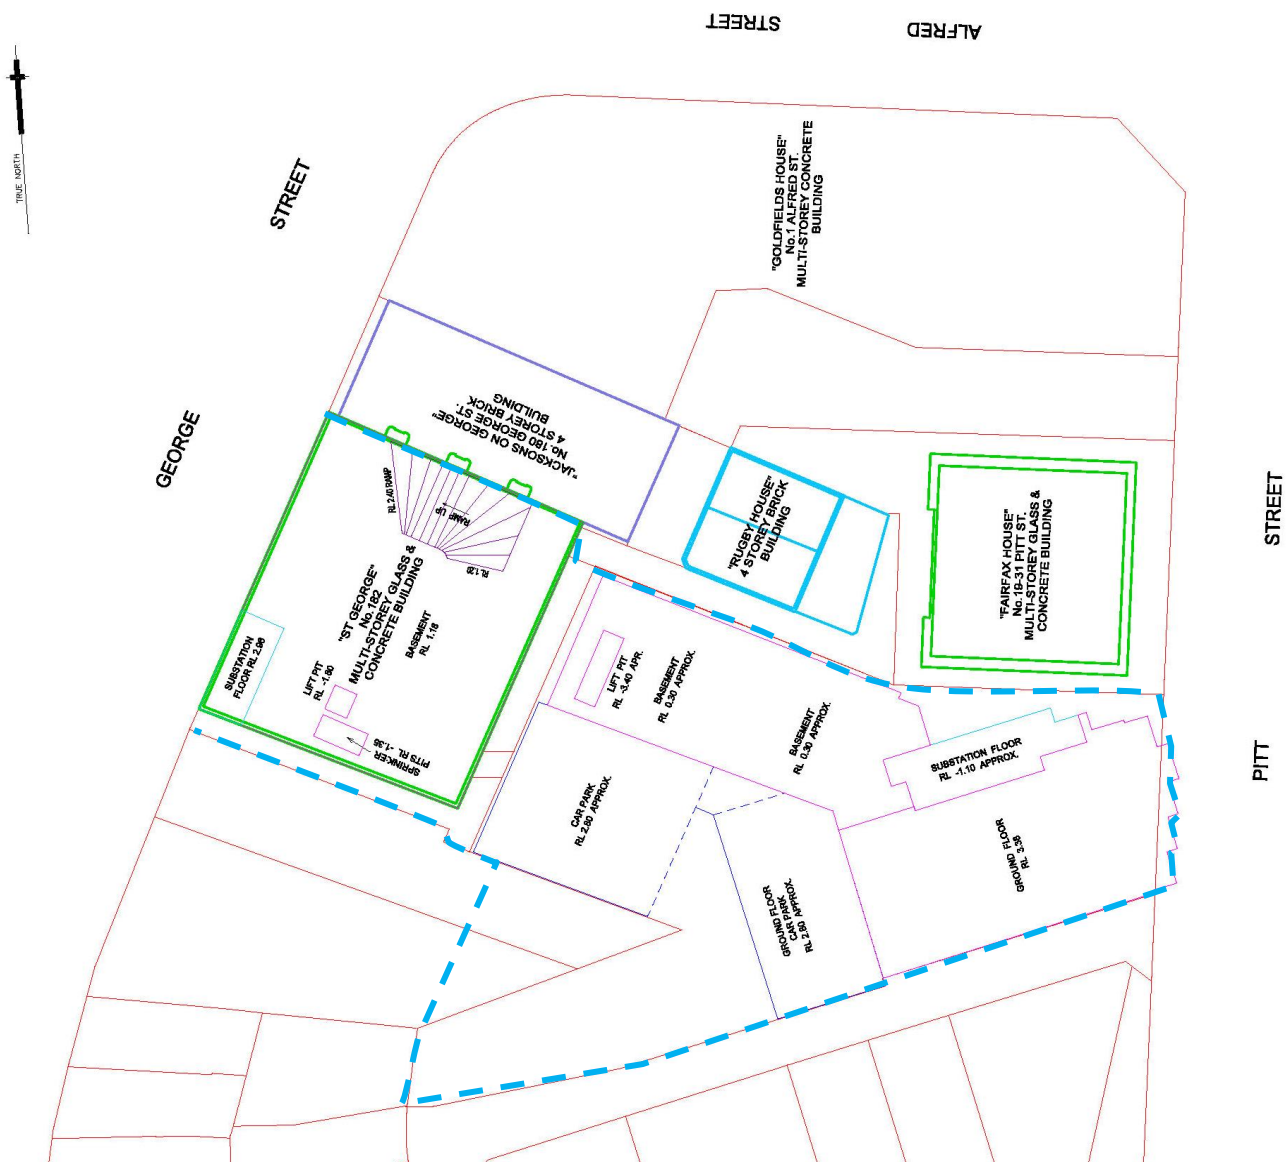 STREET
ALFRED
TRUE NORTH
STREET
GEORGE
"GOLDFIELDS HOUSE"
No.1 ALFRED ST.
MULTI-STOREY CONCRETE
BUILDING
"JACKSONS ON GEORGE"
No.180 GEORGE ST.
4 STOREY BRICK
BUILDING
RL 2.40 RAMP
RAMP UP
RL 1.28
"ST GEORGE"
No. 182
MULTI-STOREY GLASS &
CONCRETE BUILDING
BASEMENT
RL 1.18
SUBSTATION
FLOOR RL 2.96
LIFT PIT
RL -1.80
SPRINKER
PITS RL -1.36
"RUGBY HOUSE"
4 STOREY BRICK
BUILDING
"FAIRFAX HOUSE"
No.19-31 PITT ST.
MULTI-STOREY GLASS &
CONCRETE BUILDING
LIFT PIT
RL -3.40 APR.
BASEMENT
RL 0.30 APPROX.
BASEMENT
RL 0.30 APPROX.
SUBSTATION FLOOR
RL -1.10 APPROX.
CAR PARK
RL 2.80 APPROX.
GROUND FLOOR
CAR PARK
RL 2.80 APPROX.
GROUND FLOOR
RL 3.36
STREET
PITT